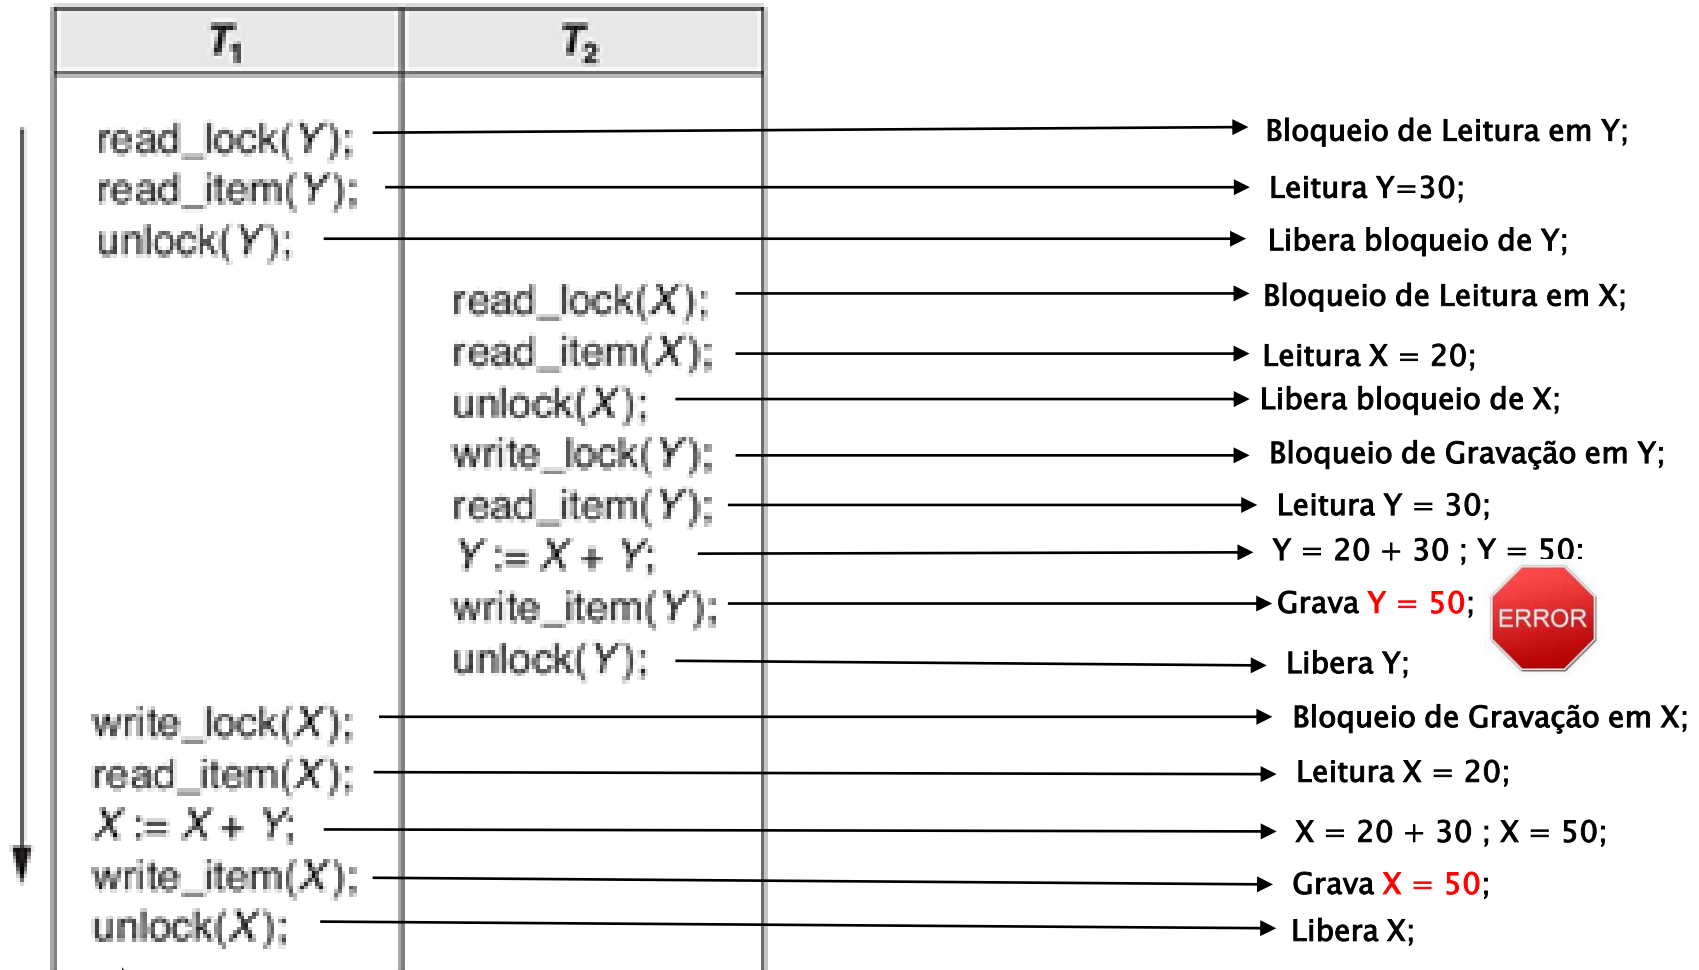 T1 T2
read_lock(Y); Bloqueio de Leitura em Y;
read_item(Y); Leitura Y=30;
unlock(Y); Libera bloqueio de Y;
read_lock(X); Bloqueio de Leitura em X;
read_item(X); Leitura X = 20;
unlock(X); Libera bloqueio de X;
write_lock(Y); Bloqueio de Gravação em Y;
read_item(Y); Leitura Y = 30;
Y := X + Y; Y = 20 + 30 ; Y = 50;
write_item(Y); Grava Y = 50; ERROR
unlock(Y); Libera Y;
write_lock(X); Bloqueio de Gravação em X;
read_item(X); Leitura X = 20;
X := X + Y; X = 20 + 30 ; X = 50;
write_item(X); Grava X = 50;
unlock(X); Libera X;